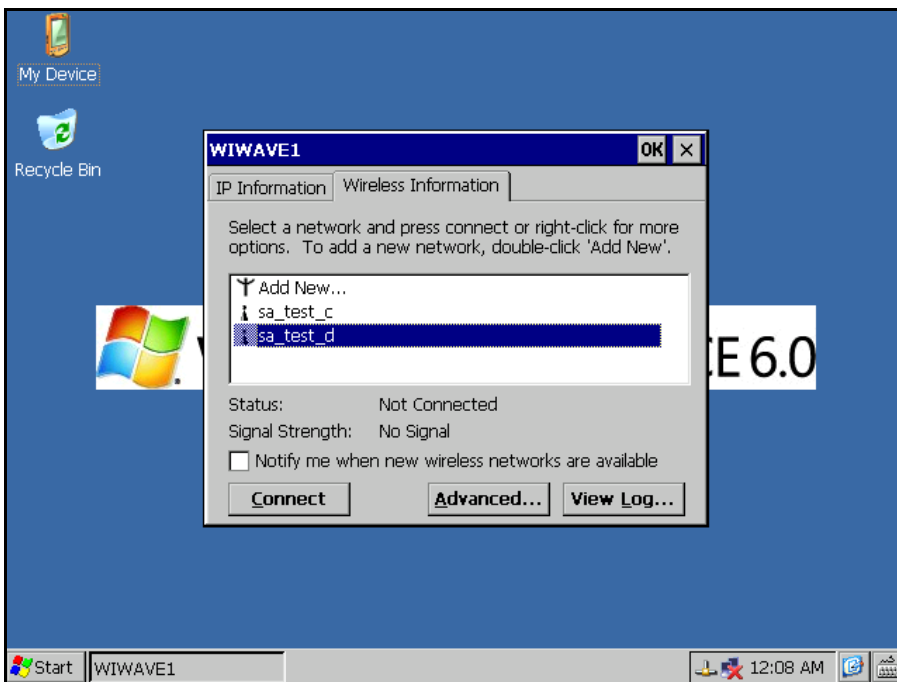 My Device
Recycle Bin
WIWAVE1
OK
IP Information
Wireless Information
Select a network and press connect or right-click for more
options. To add a new network, double-click 'Add New'.
Add New...
sa_test_c
sa_test_d
CE 6.0
Status: Not Connected
Signal Strength: No Signal
Notify me when new wireless networks are available
Connect
Advanced...
View Log...
Start
WIWAVE1
12:08 AM